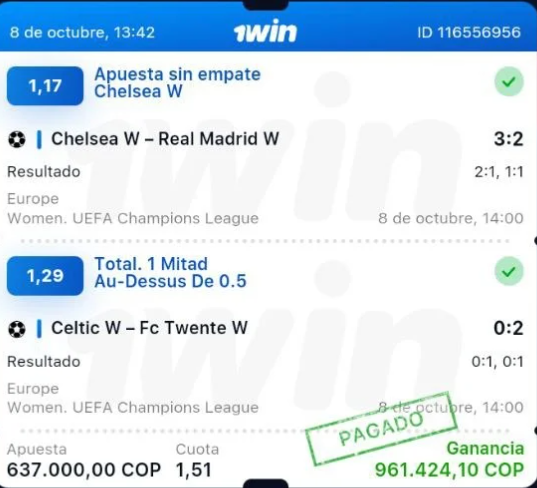 8 de octubre, 13:42 1win ID 116556956
1,17 Apuesta sin empate
Chelsea W
Chelsea W – Real Madrid W 3:2
Resultado 2:1, 1:1
Europe
Women. UEFA Champions League 8 de octubre, 14:00
1,29 Total. 1 Mitad
Au-Dessus De 0.5
Celtic W – Fc Twente W 0:2
Resultado 0:1, 0:1
Europe
Women. UEFA Champions League 8 de octubre, 14:00
PAGADO
Apuesta Cuota Ganancia
637.000,00 COP 1,51 961.424,10 COP
1win
1win